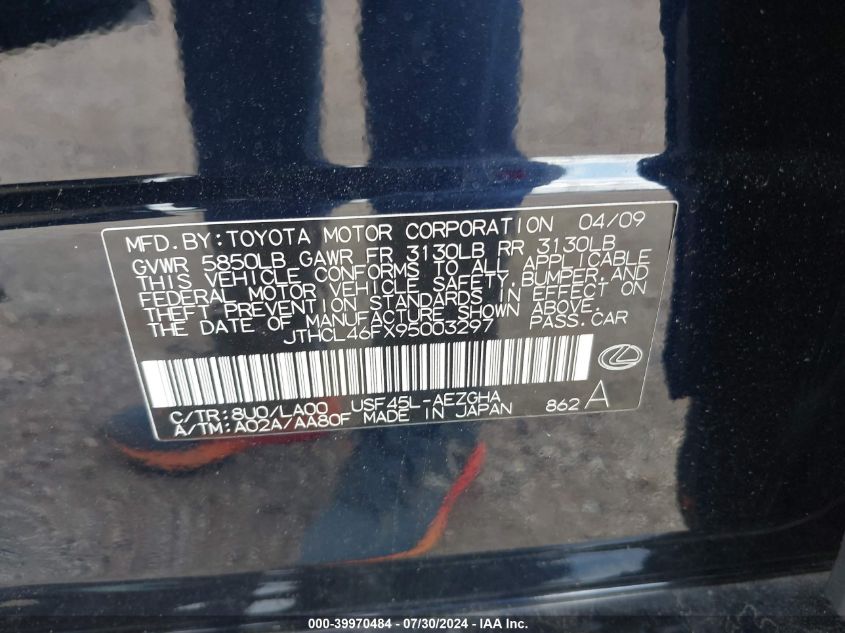 MFD.BY:TOYOTA MOTOR CORPORATION 04/09
GVWR 5850LB GAWR FR 3130LB RR 3130LB
THIS VEHICLE CONFORMS TO ALL APPLICABLE
FEDERAL MOTOR VEHICLE SAFETY,BUMPER,AND
THEFT PREVENTION STANDARDS IN EFFECT ON
THE DATE OF MANUFACTURE SHOWN ABOVE.
JTHCL46FX95003297 PASS.CAR
C/TR:8U0/LA00 USF45L-AEZGHA
A/TM:A02A/AA80F MADE IN JAPAN 862 A
000-39970484 / 07/30/2024 - IAA Inc.